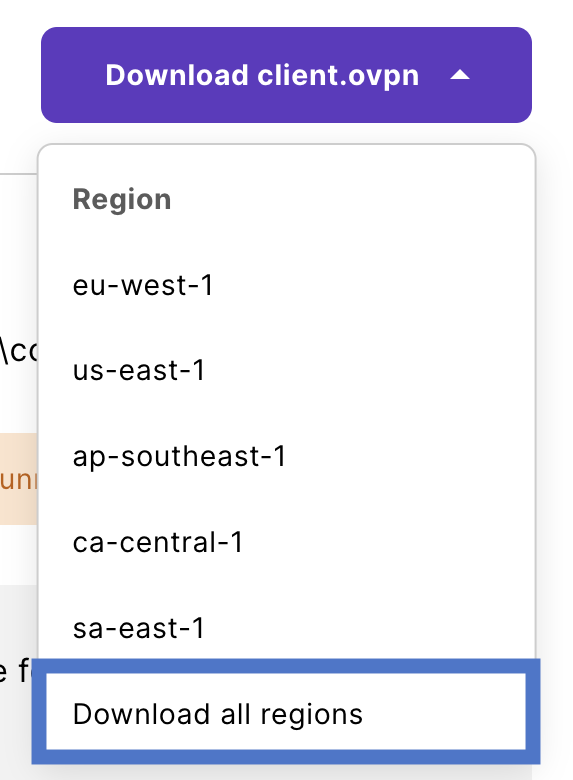 Download client.ovpn
Region
eu-west-1
us-east-1
\co
ap-southeast-1
ca-central-1
sa-east-1
Download all regions